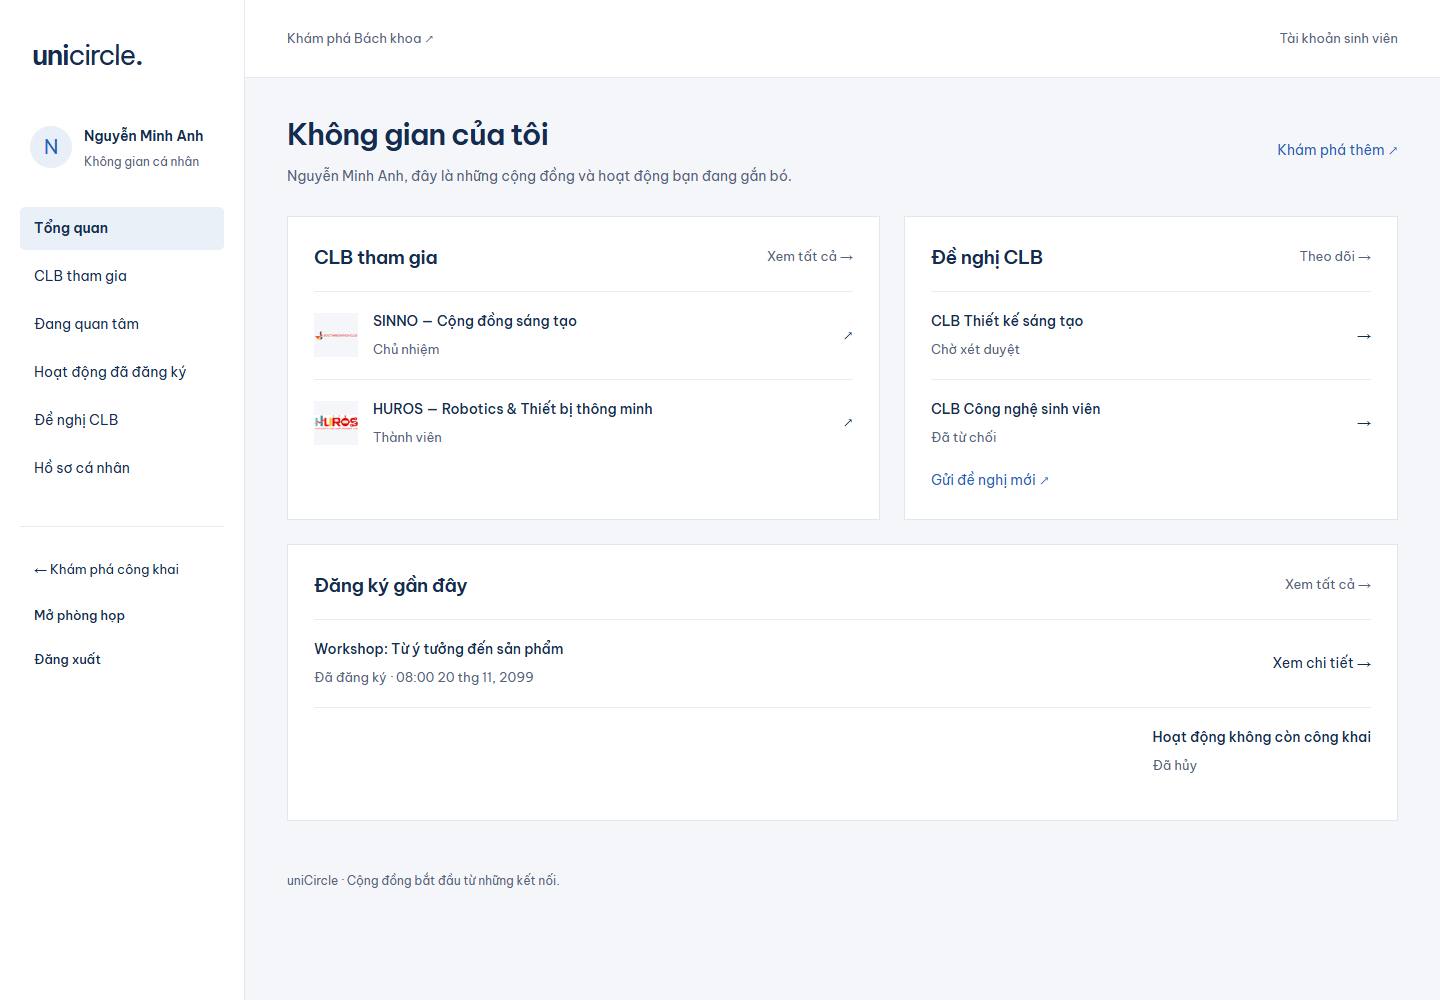 unicircle.
N
Nguyễn Minh Anh
Không gian cá nhân
Tổng quan
CLB tham gia
Đang quan tâm
Hoạt động đã đăng ký
Đề nghị CLB
Hồ sơ cá nhân
← Khám phá công khai
Mở phòng họp
Đăng xuất
Khám phá Bách khoa ↗
Tài khoản sinh viên
Không gian của tôi
Nguyễn Minh Anh, đây là những cộng đồng và hoạt động bạn đang gắn bó.
Khám phá thêm ↗
CLB tham gia
Xem tất cả →
SINNO — Cộng đồng sáng tạo
Chủ nhiệm
↗
HUROS
HUROS — Robotics & Thiết bị thông minh
Thành viên
↗
Đề nghị CLB
Theo dõi →
CLB Thiết kế sáng tạo
Chờ xét duyệt
→
CLB Công nghệ sinh viên
Đã từ chối
→
Gửi đề nghị mới ↗
Đăng ký gần đây
Xem tất cả →
Workshop: Từ ý tưởng đến sản phẩm
Đã đăng ký · 08:00 20 thg 11, 2099
Xem chi tiết →
Hoạt động không còn công khai
Đã hủy
uniCircle · Cộng đồng bắt đầu từ những kết nối.